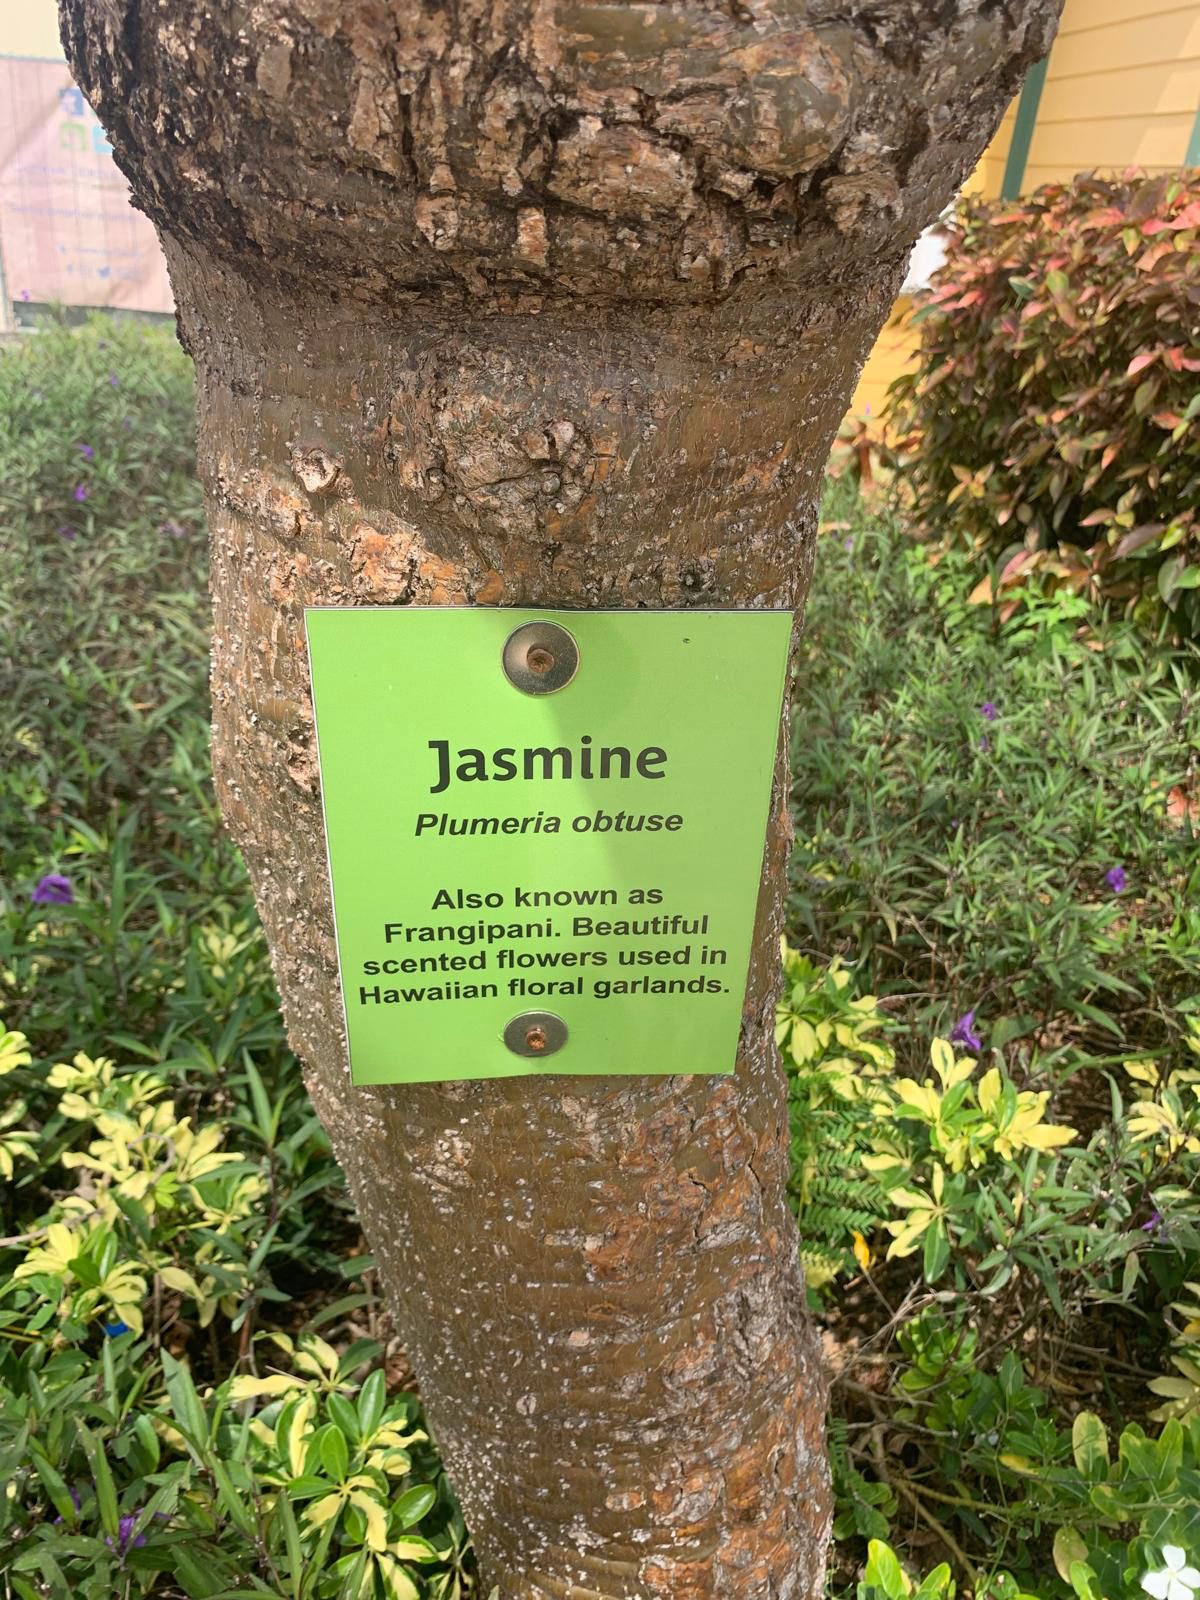 Jasmine
Plumeria obtuse
Also known as
Frangipani. Beautiful
scented flowers used in
Hawaiian floral garlands.